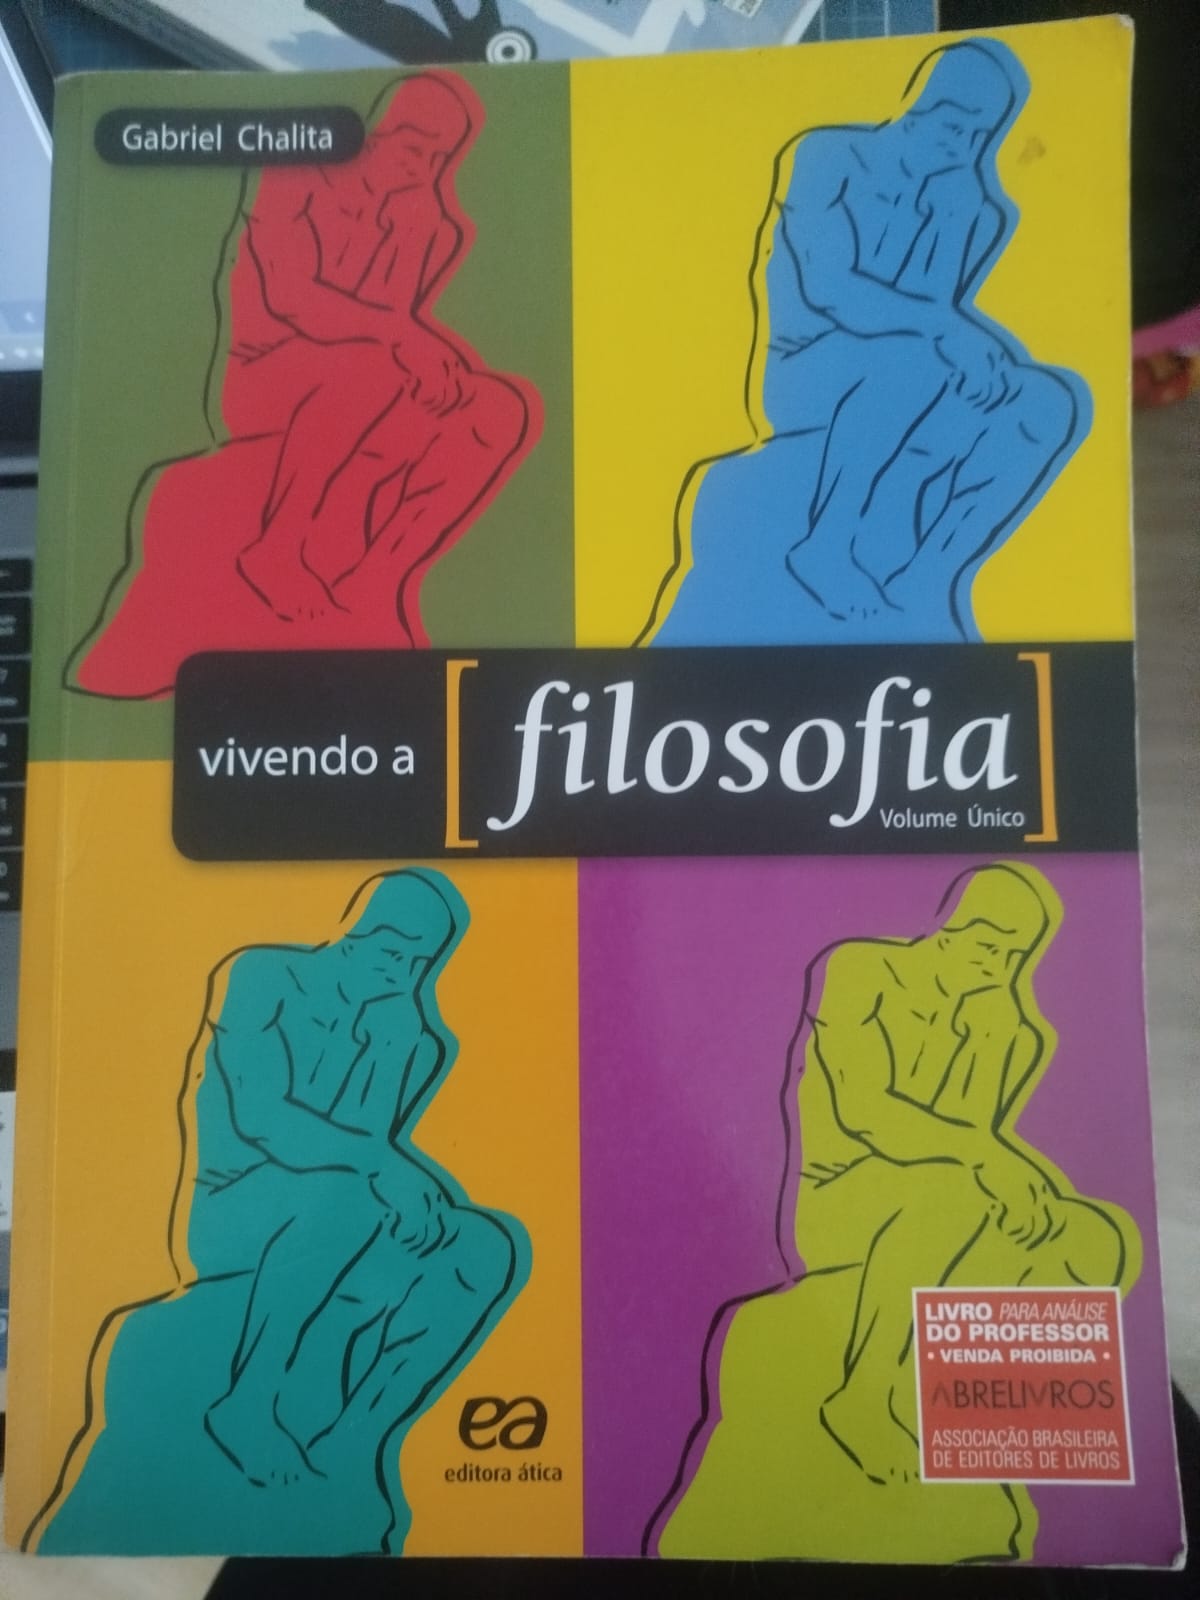 Gabriel Chalita
vivendo a [filosofia]
Volume Único
ea
editora ática
LIVRO PARA ANÁLISE
DO PROFESSOR
• VENDA PROIBIDA •
ABRELIVROS
ASSOCIAÇÃO BRASILEIRA
DE EDITORES DE LIVROS